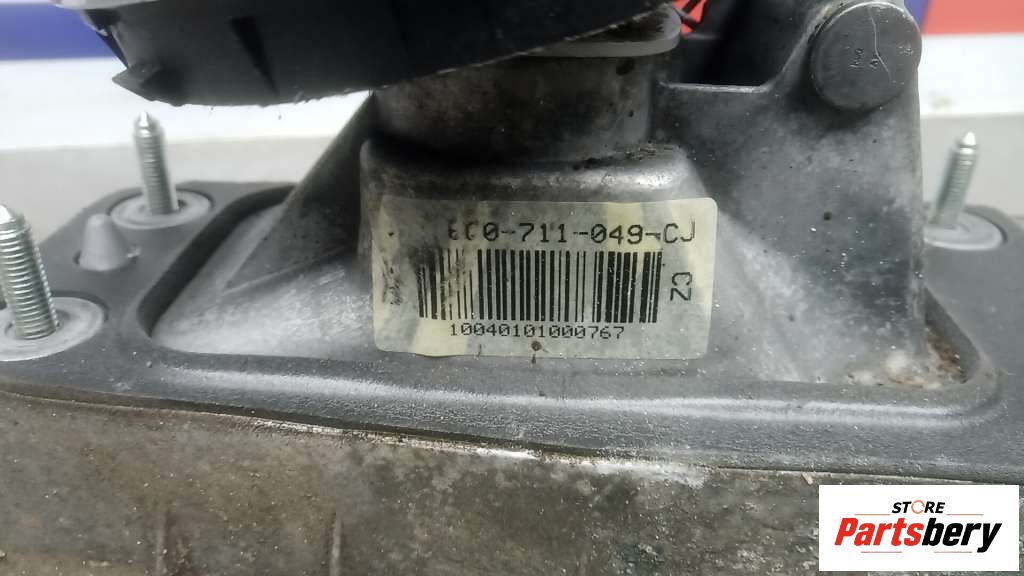 6C0-711-049-CJ
CZ
10040101000767
STORE
Partsbery